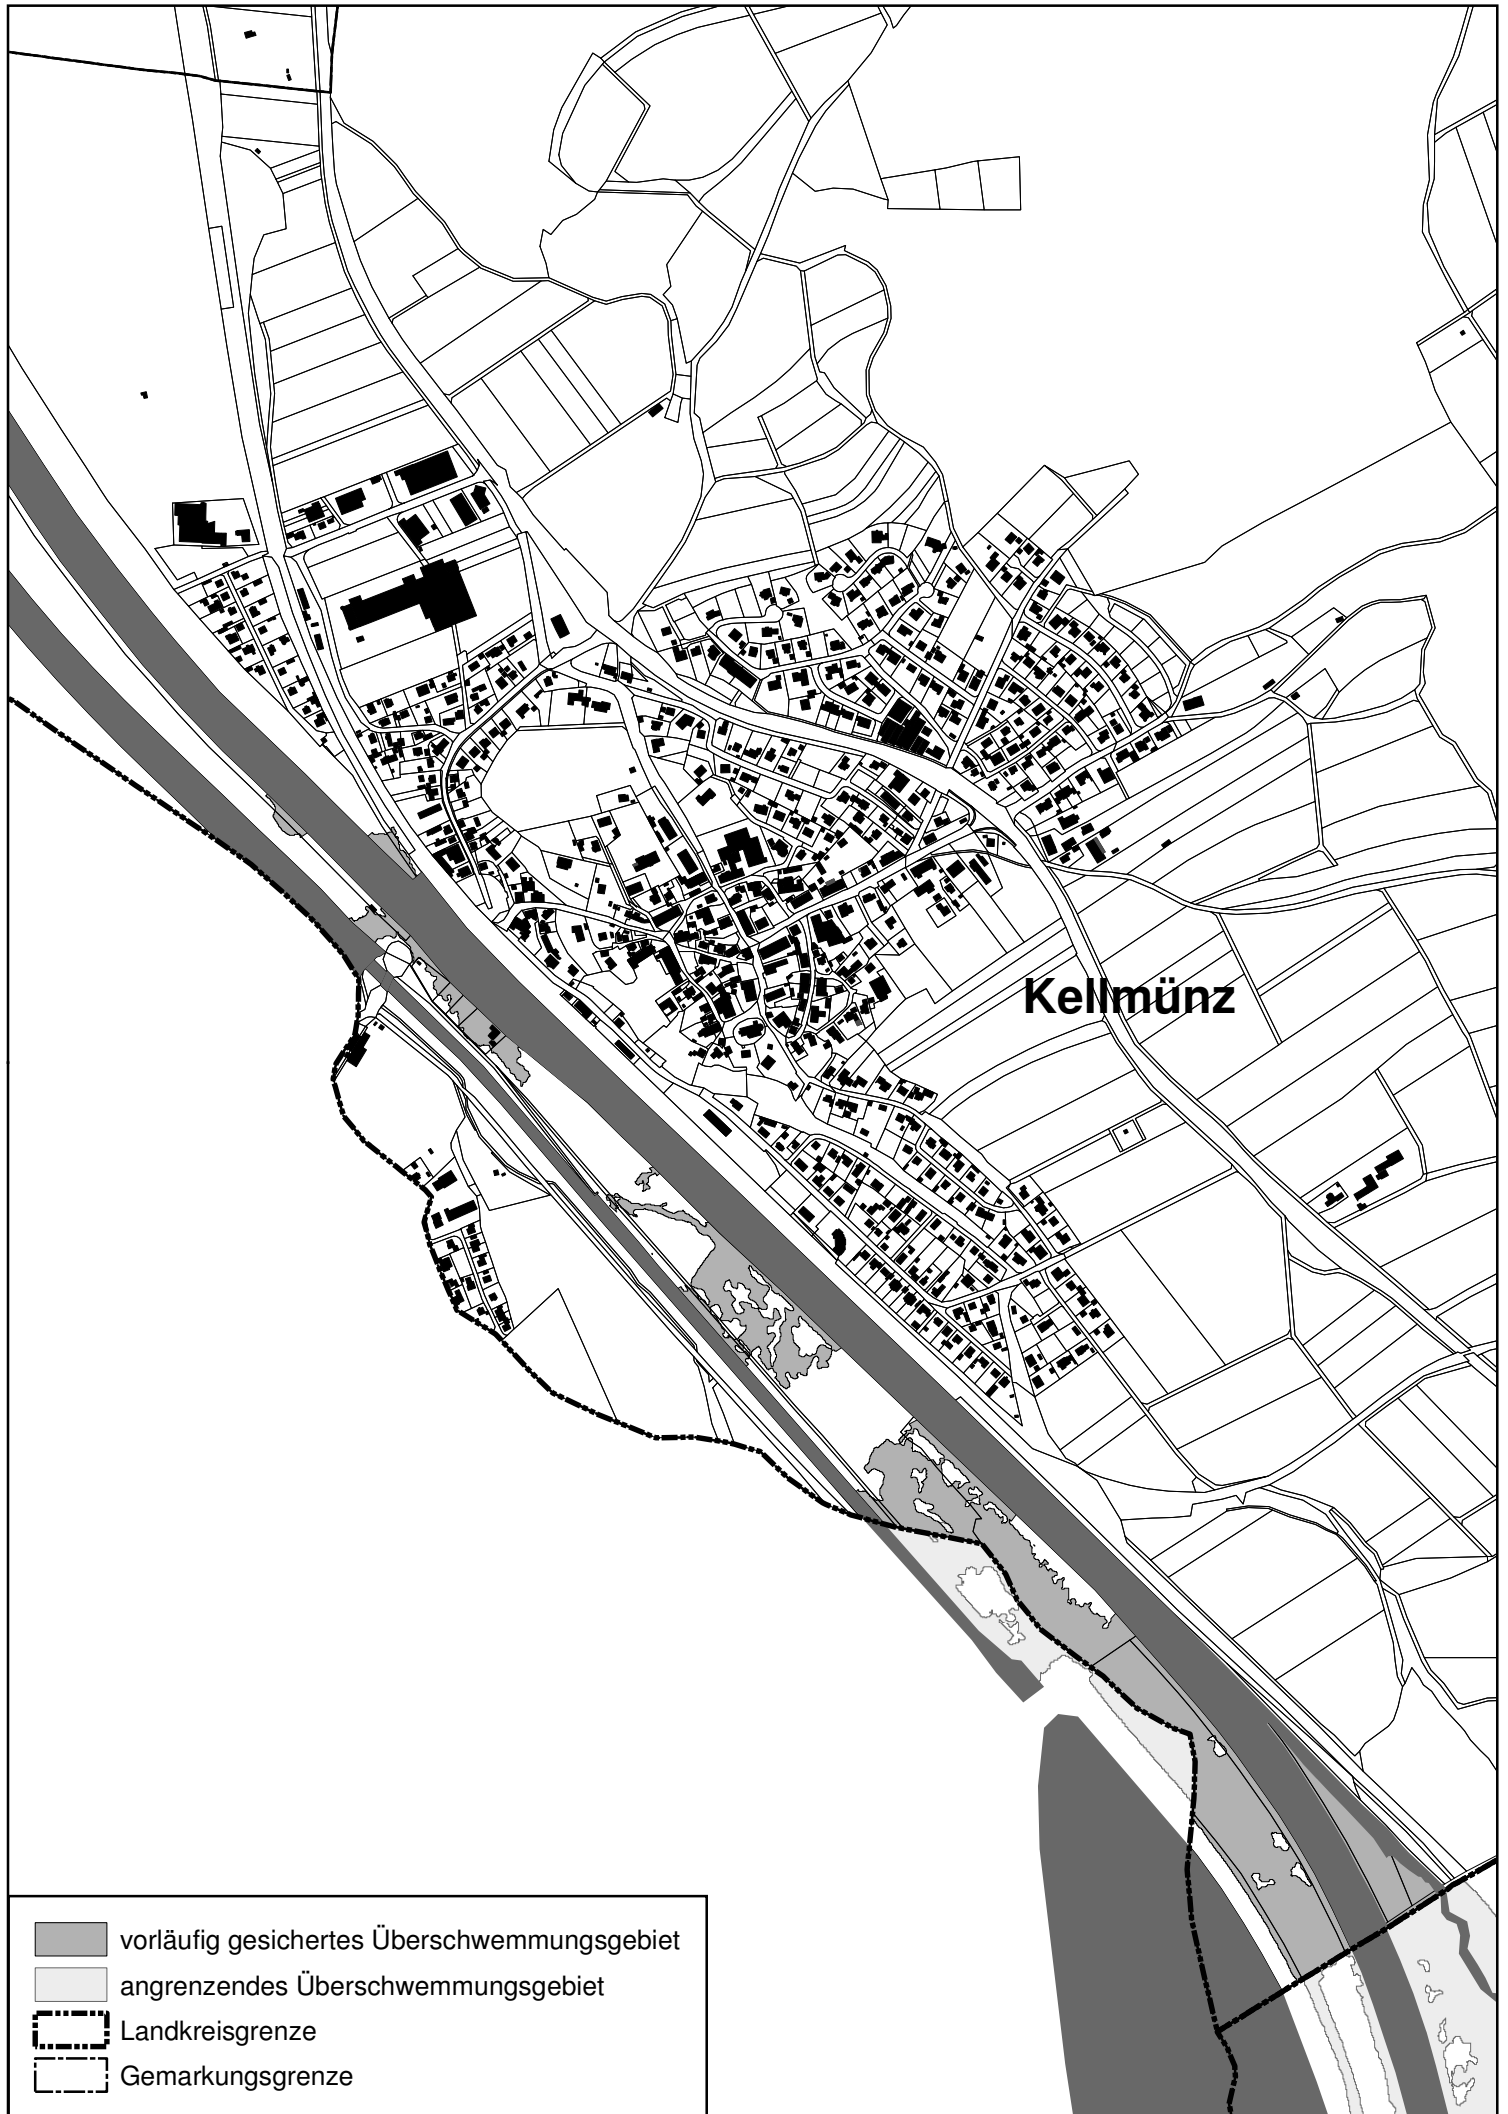 Kellmünz
vorläufig gesichertes Überschwemmungsgebiet
angrenzendes Überschwemmungsgebiet
Landkreisgrenze
Gemarkungsgrenze